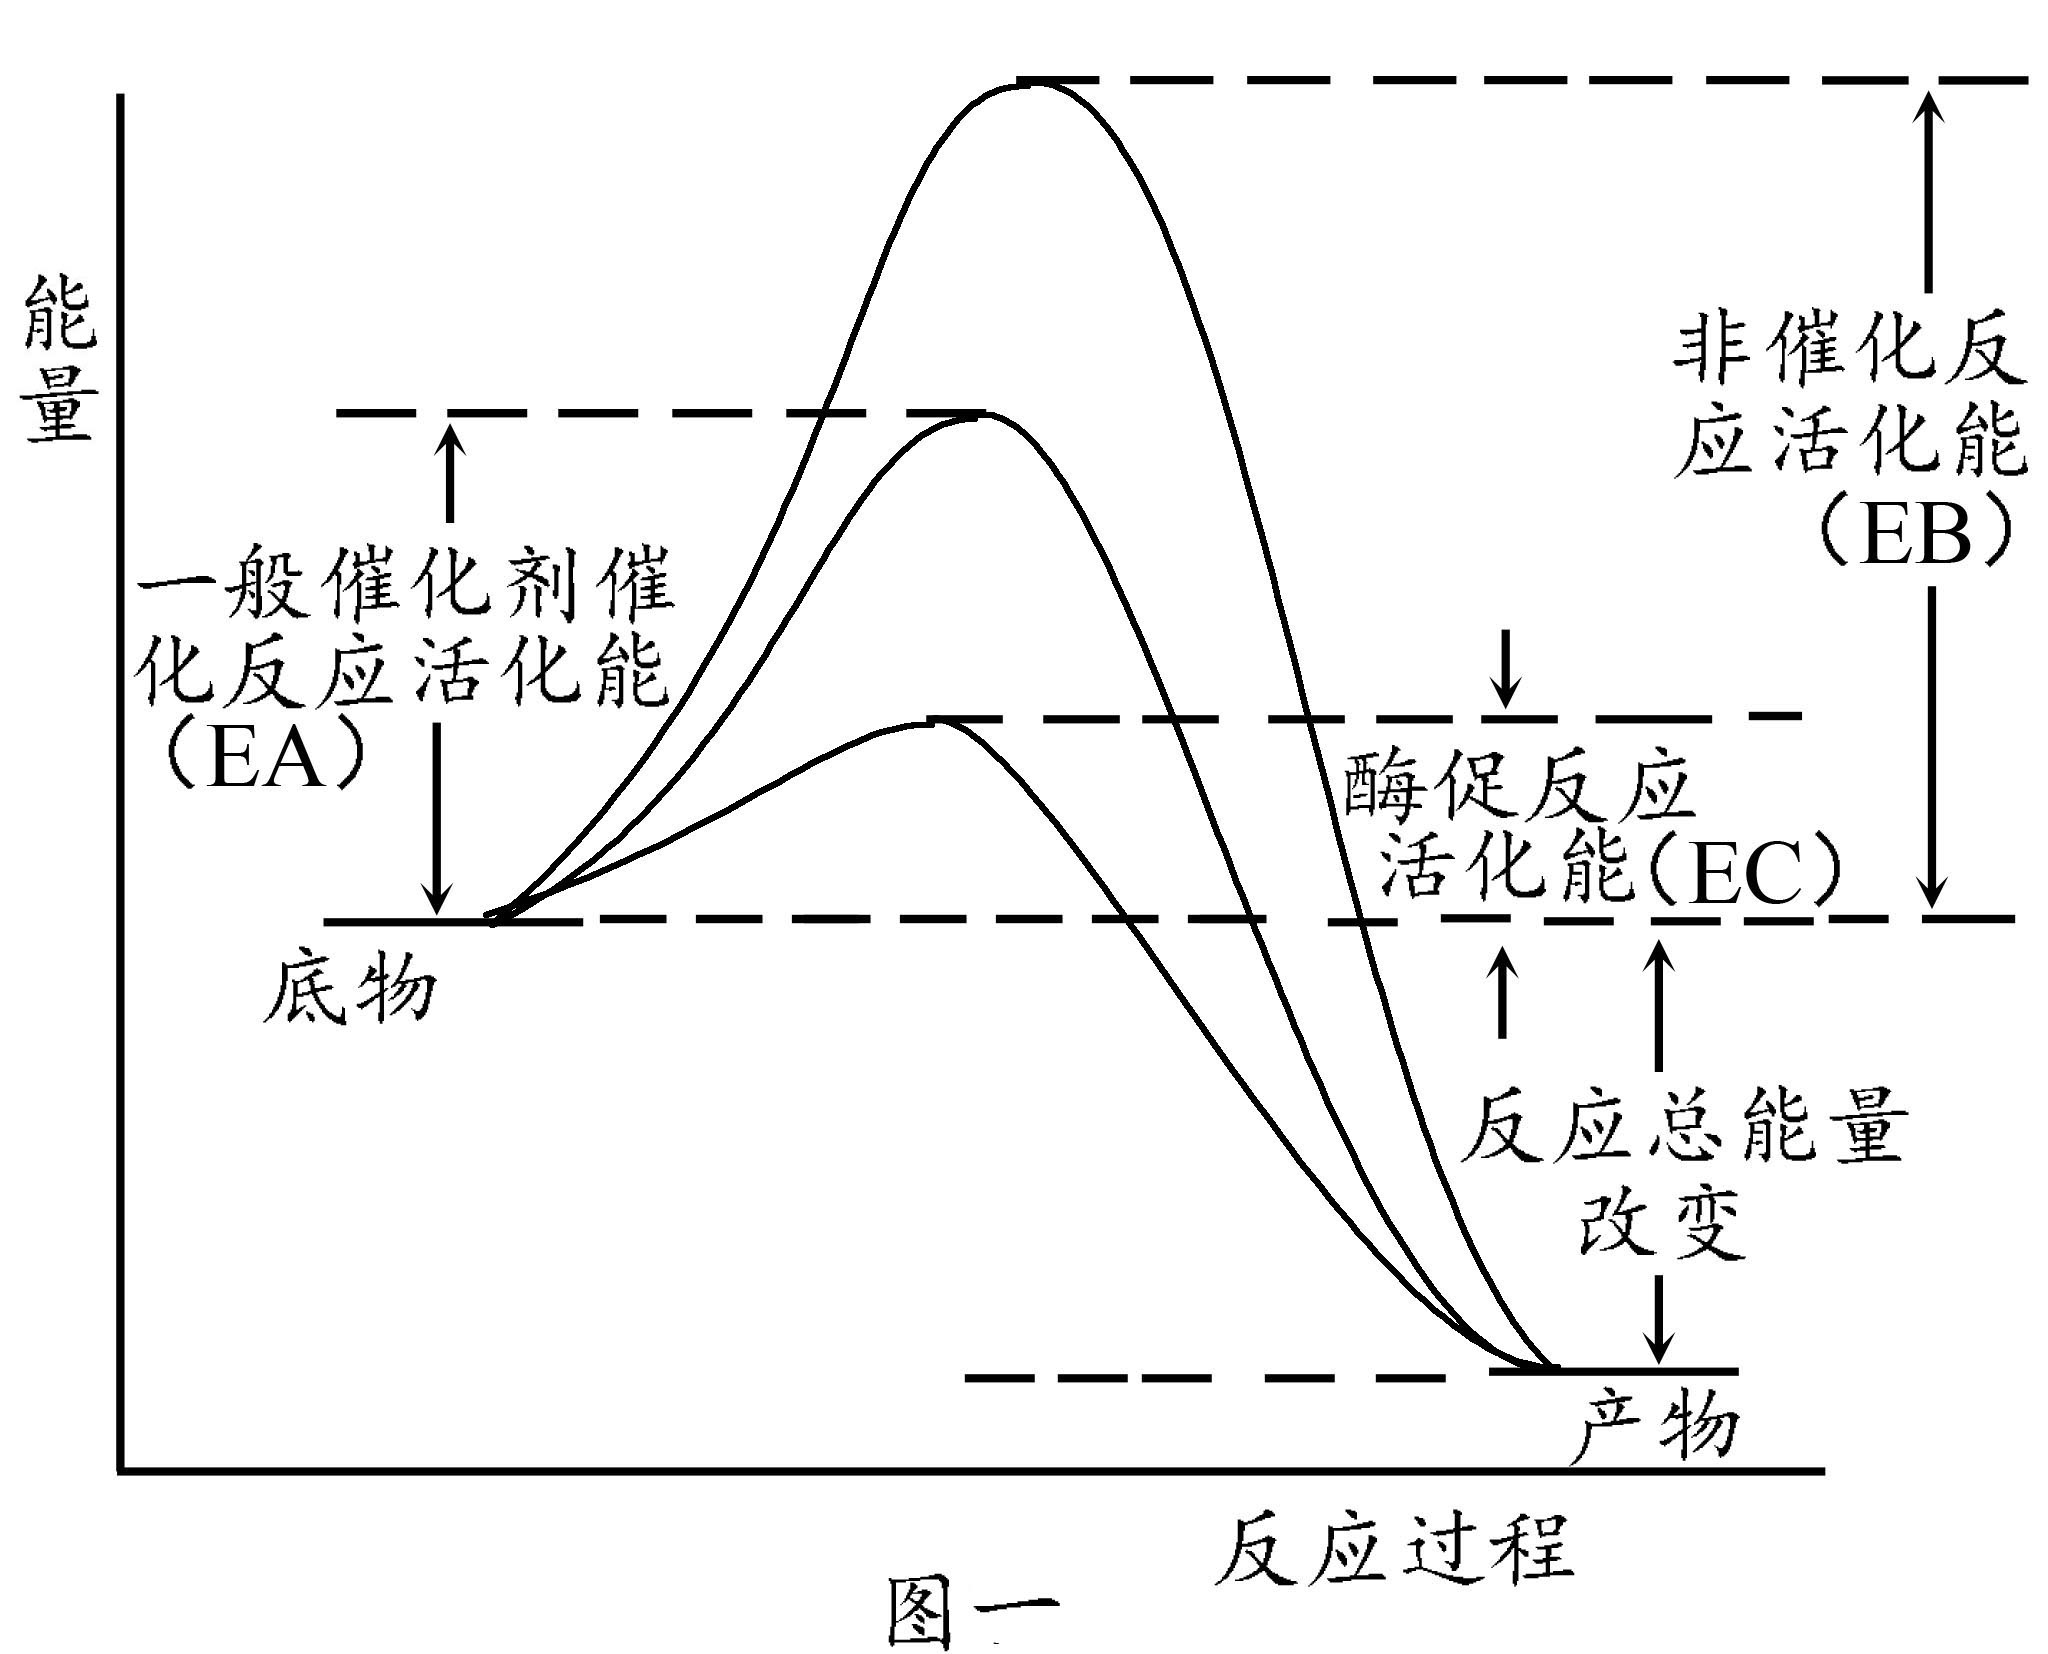 能
量
非催化反
应活化能
（EB）
一般催化剂催
化反应活化能
（EA）
酶促反应
活化能（EC）
底物
反应总能量
改变
产物
反应过程
图一